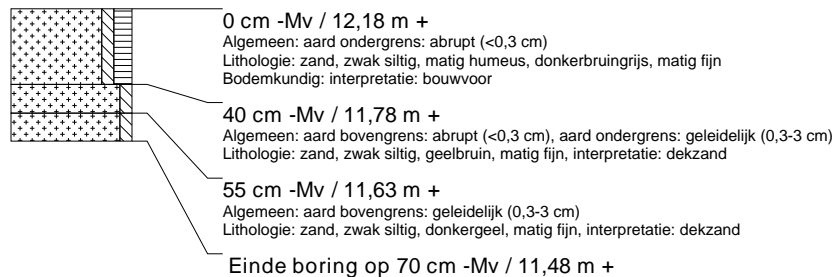 0 cm -Mv / 12,18 m +
Algemeen: aard ondergrens: abrupt (<0,3 cm)
Lithologie: zand, zwak siltig, matig humeus, donkerbruingrijs, matig fijn
Bodemkundig: interpretatie: bouwvoor
40 cm -Mv / 11,78 m +
Algemeen: aard bovengrens: abrupt (<0,3 cm), aard ondergrens: geleidelijk (0,3-3 cm)
Lithologie: zand, zwak siltig, geelbruin, matig fijn, interpretatie: dekzand
55 cm -Mv / 11,63 m +
Algemeen: aard bovengrens: geleidelijk (0,3-3 cm)
Lithologie: zand, zwak siltig, donkergeel, matig fijn, interpretatie: dekzand
Einde boring op 70 cm -Mv / 11,48 m +